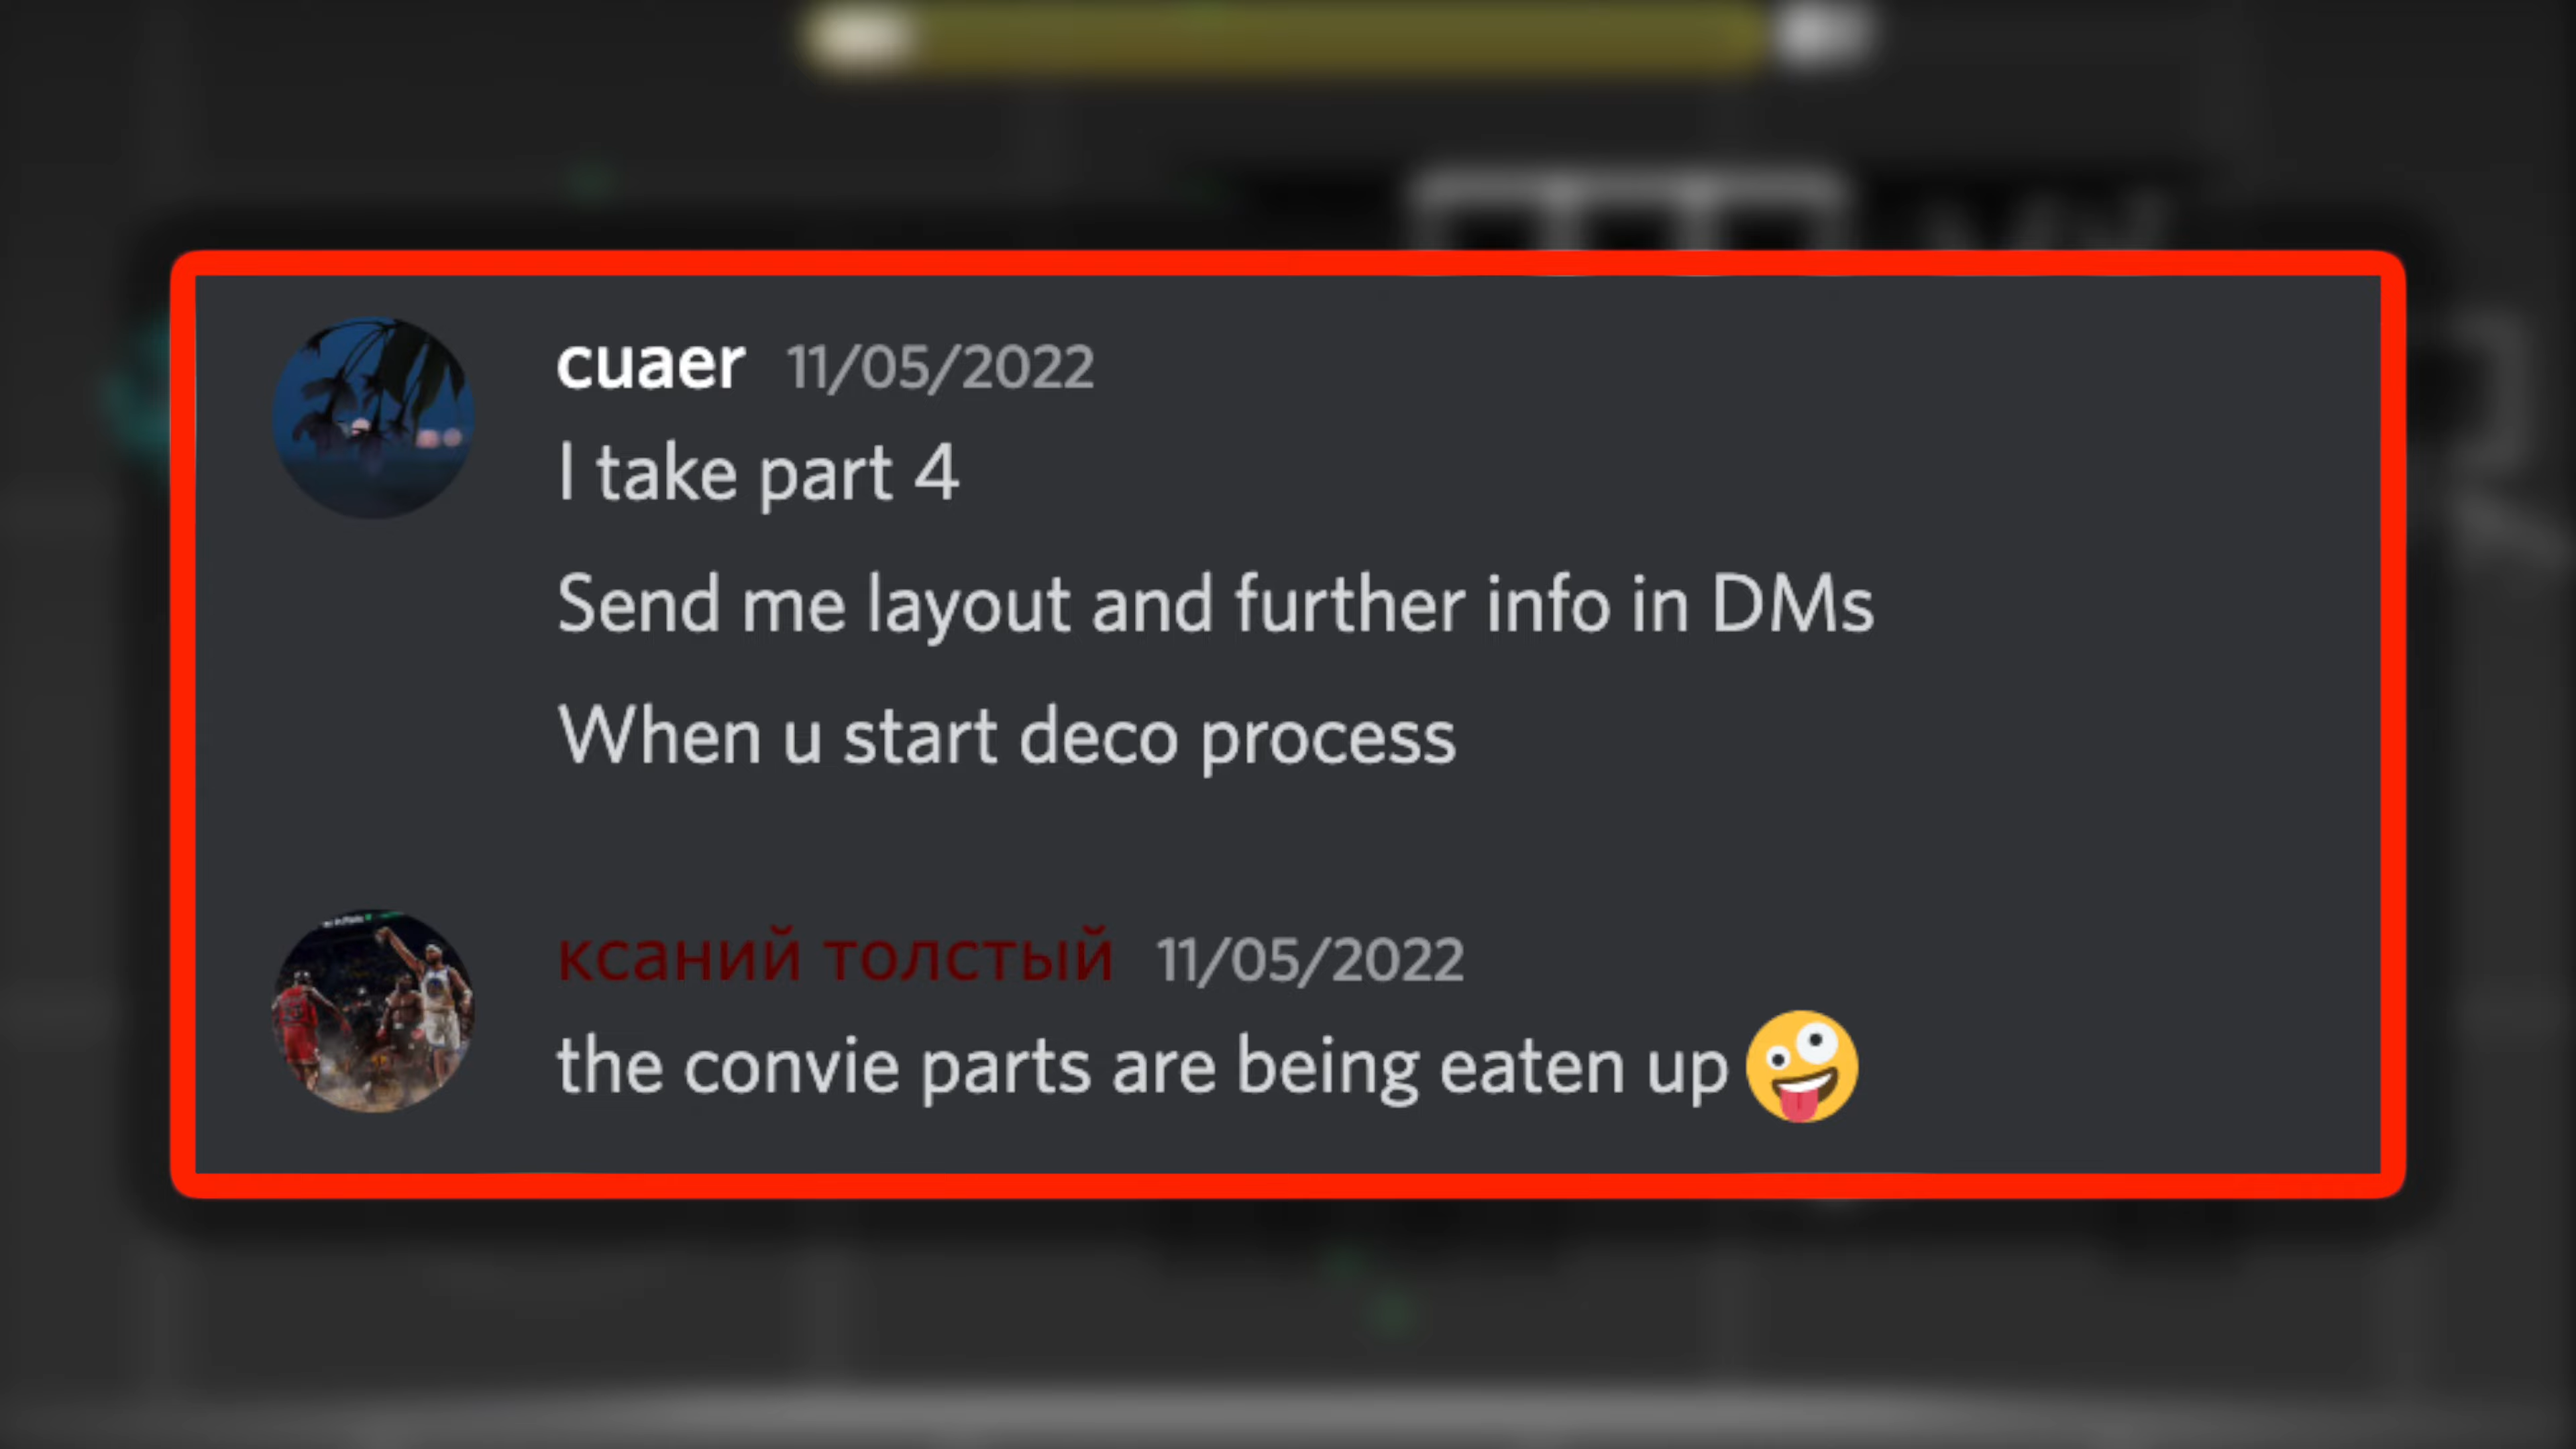 cuaer 11/05/2022
I take part 4
Send me layout and further info in DMs
When u start deco process
ксаний толстый 11/05/2022
the convie parts are being eaten up 🤪